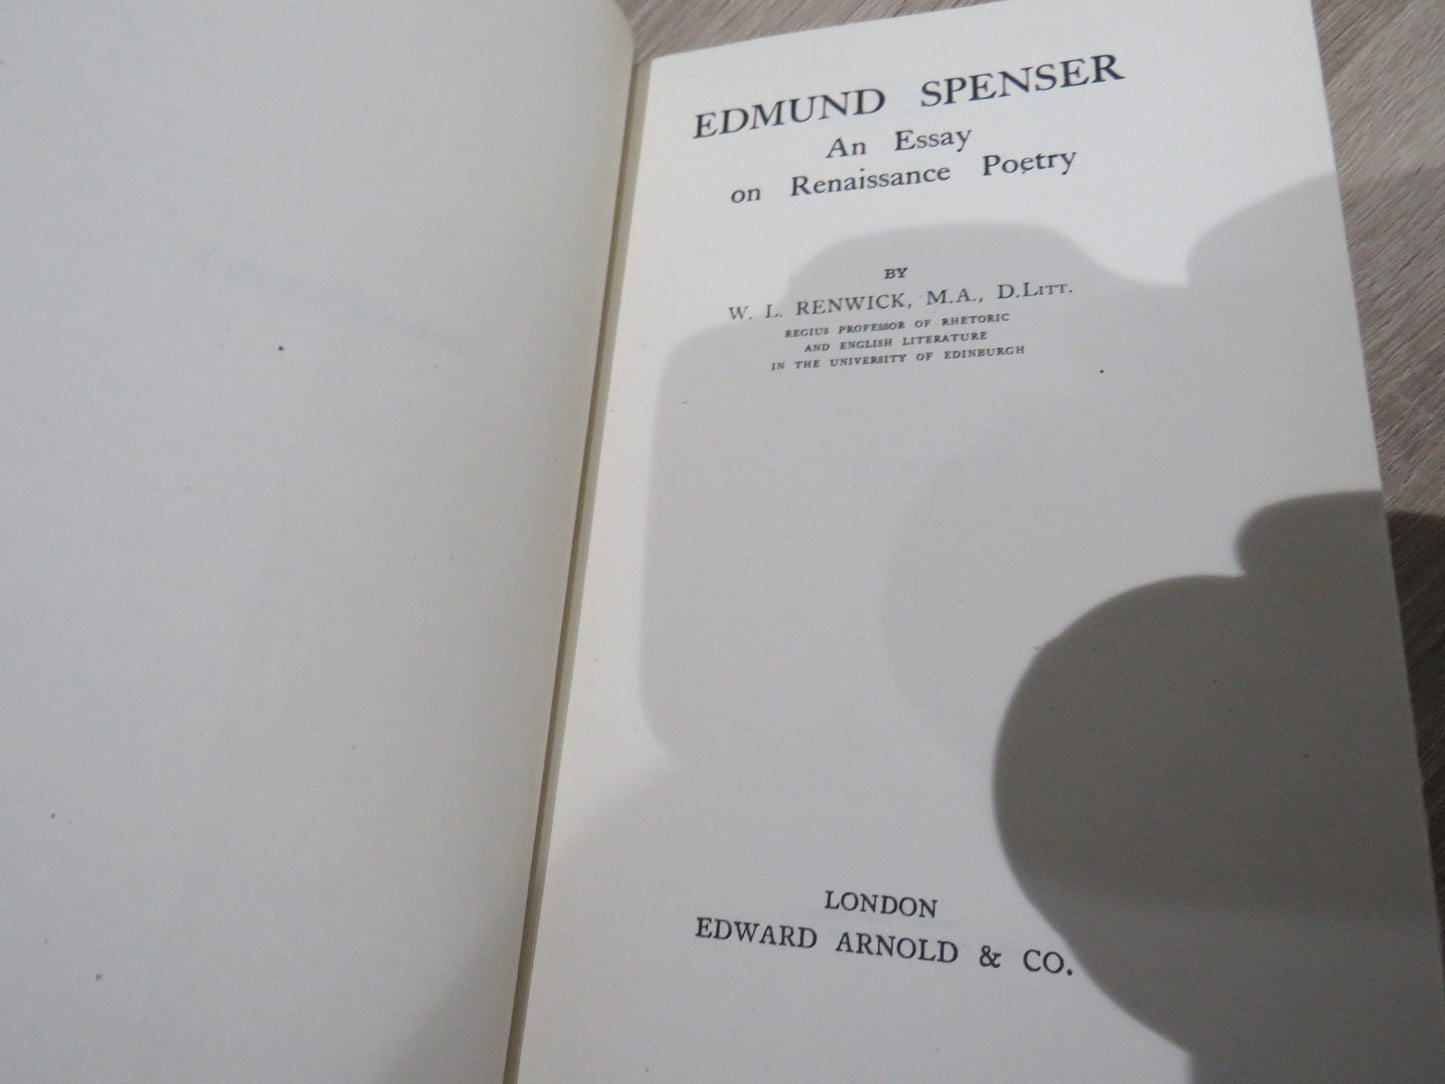 EDMUND SPENSER
An Essay
on Renaissance Poetry
BY
W. L. RENWICK, M.A., D.LITT.
REGIUS PROFESSOR OF RHETORIC
AND ENGLISH LITERATURE
IN THE UNIVERSITY OF EDINBURGH
LONDON
EDWARD ARNOLD & CO.